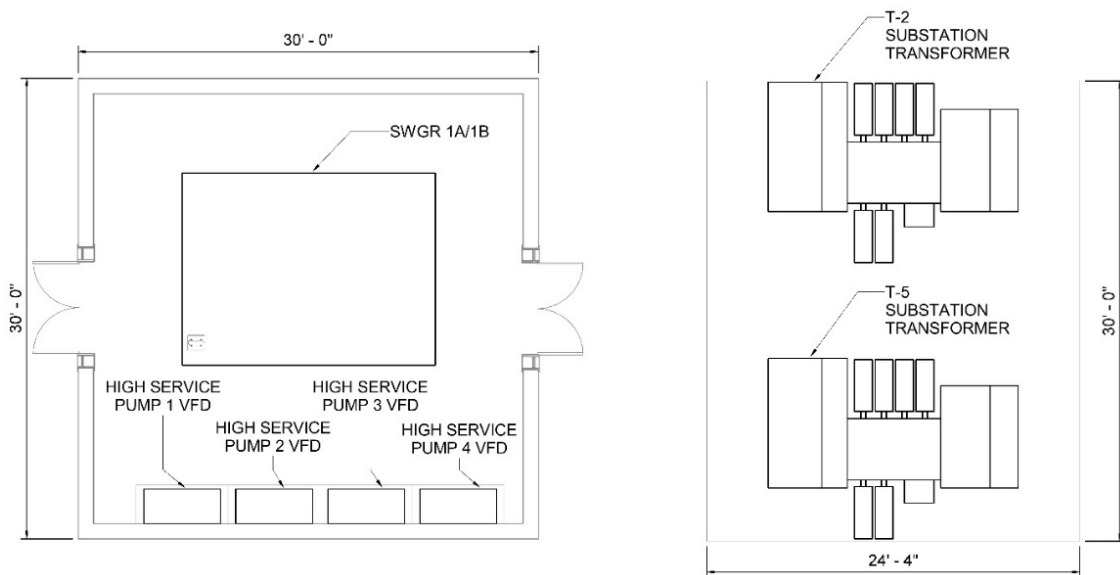 30' - 0"
30' - 0"
SWGR 1A/1B
HIGH SERVICE
PUMP 1 VFD
HIGH SERVICE
PUMP 2 VFD
HIGH SERVICE
PUMP 3 VFD
HIGH SERVICE
PUMP 4 VFD
T-2
SUBSTATION
TRANSFORMER
T-5
SUBSTATION
TRANSFORMER
30' - 0"
24' - 4"